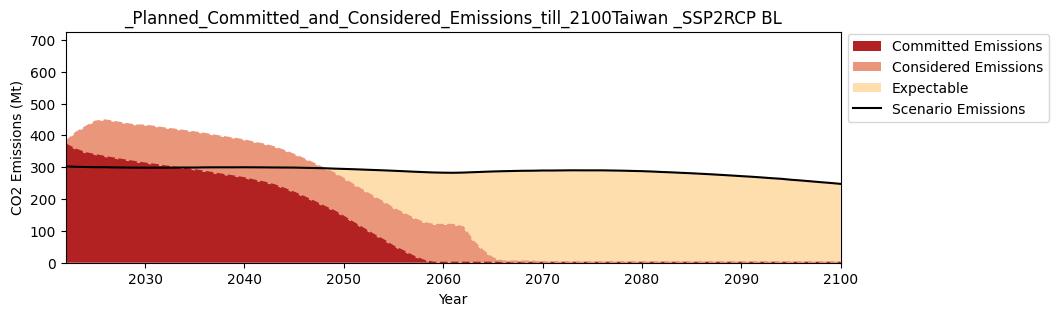 _Planned_Committed_and_Considered_Emissions_till_2100Taiwan _SSP2RCP BL
700
600
500
400
300
200
100
0
CO2 Emissions (Mt)
2030 2040 2050 2060 2070 2080 2090 2100
Year
Committed Emissions
Considered Emissions
Expectable
Scenario Emissions